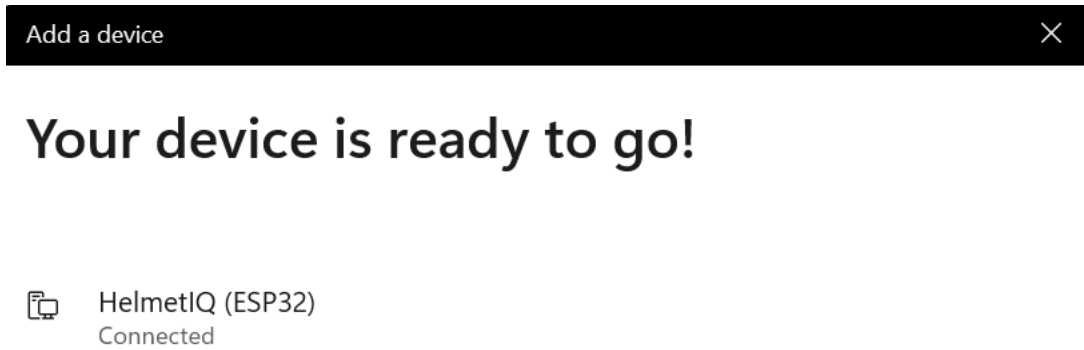 Add a device
Your device is ready to go!
HelmetIQ (ESP32)
Connected